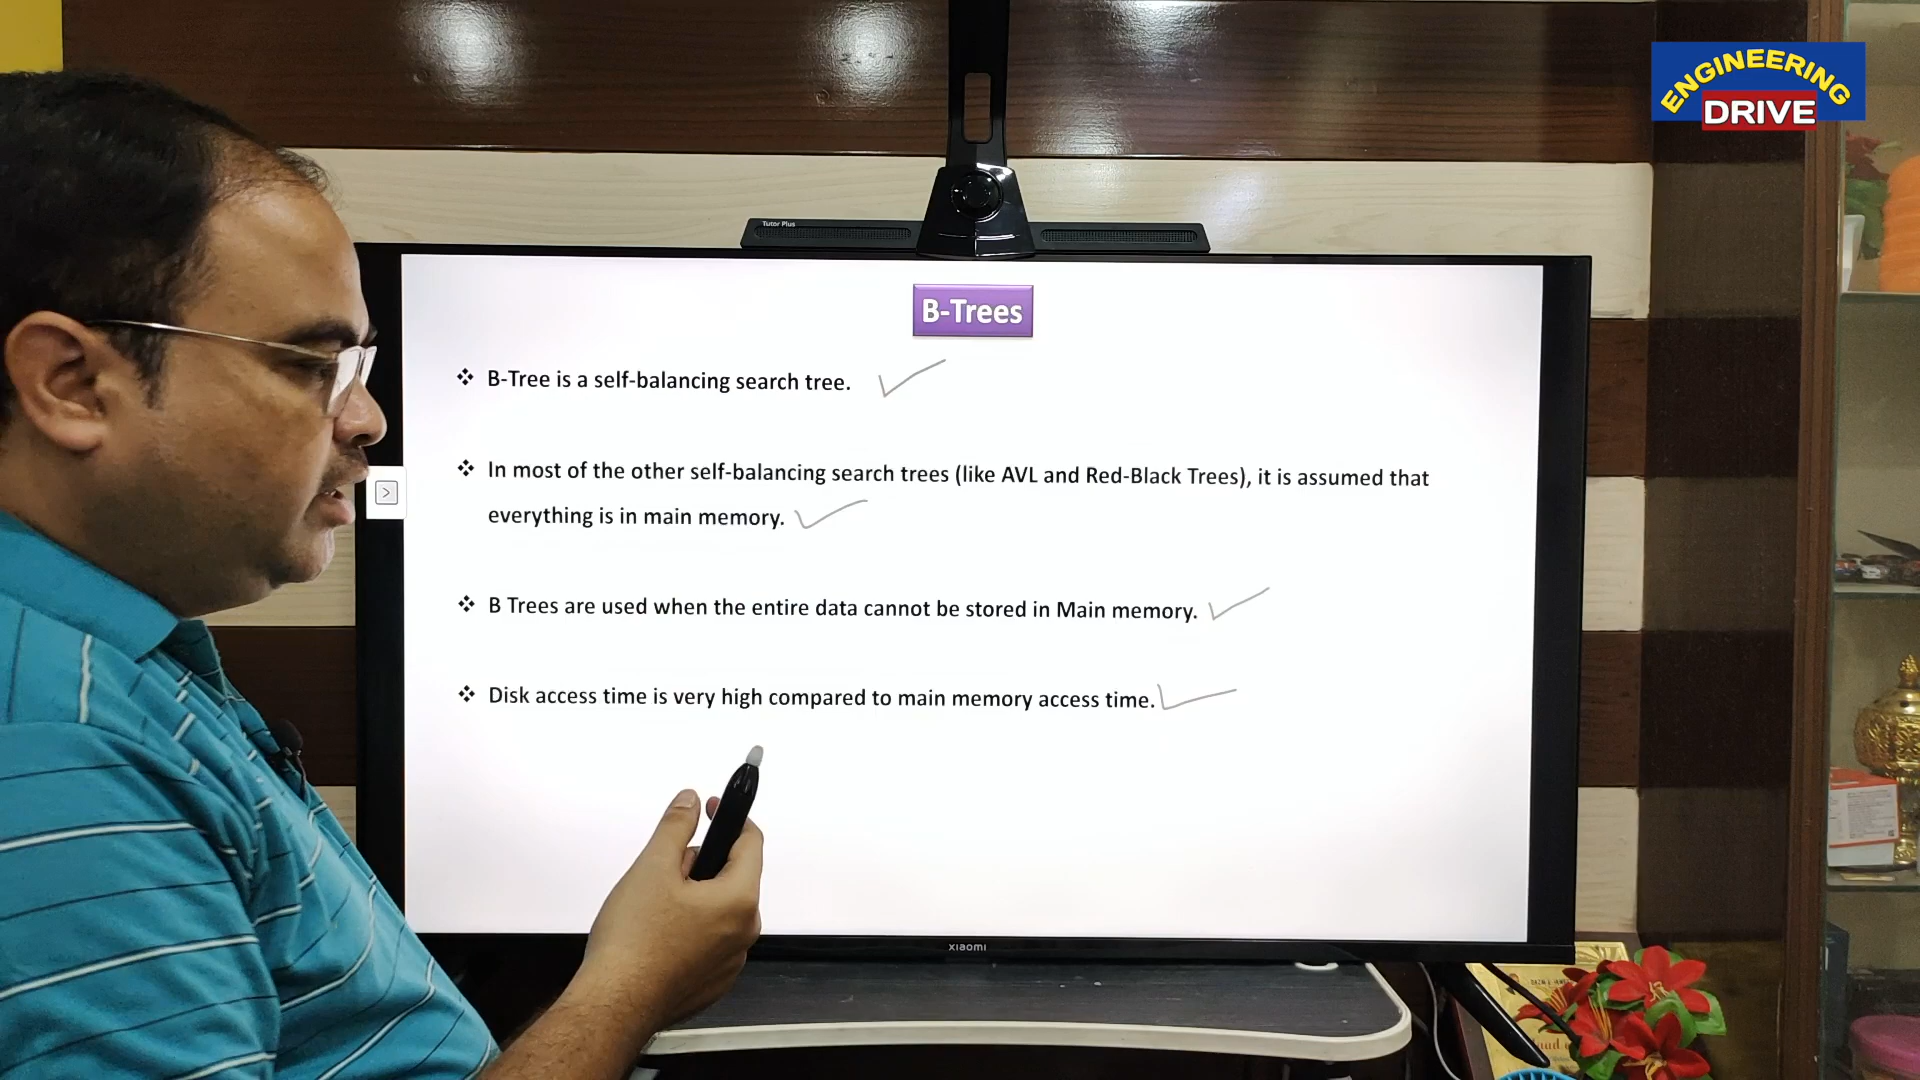 ENGINEERING
DRIVE
Tutor Plus
B-Trees
❖ B-Tree is a self-balancing search tree.
❖ In most of the other self-balancing search trees (like AVL and Red-Black Trees), it is assumed that
everything is in main memory.
❖ B Trees are used when the entire data cannot be stored in Main memory.
❖ Disk access time is very high compared to main memory access time.
xiaomi